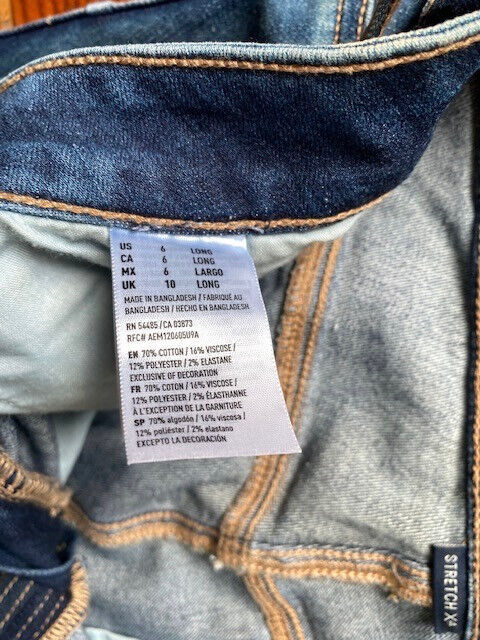 US 6 LONG
CA 6 LONG
MX 6 LARGO
UK 10 LONG
MADE IN BANGLADESH / FABRIQUÉ AU
BANGLADESH / HECHO EN BANGLADESH
RN 54485 / CA 03873
RFC# AEM120605U9A
EN 70% COTTON / 16% VISCOSE /
12% POLYESTER / 2% ELASTANE
EXCLUSIVE OF DECORATION
FR 70% COTON / 16% VISCOSE /
12% POLYESTER / 2% ÉLASTHANNE
À L'EXCEPTION DE LA GARNITURE
SP 70% algodón / 16% viscosa /
12% poliéster / 2% elastano
EXCEPTO LA DECORACIÓN
STRETCH